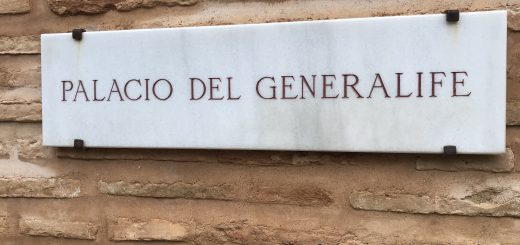 PALACIO DEL GENERALIFE